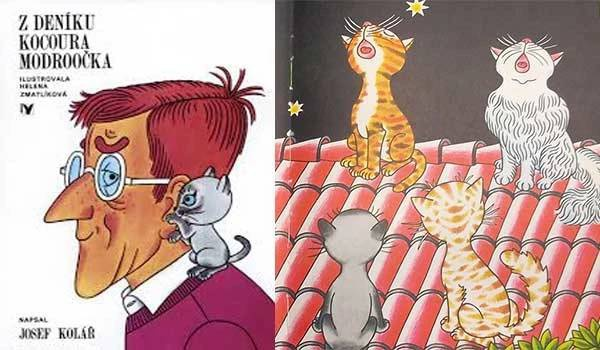 Z DENÍKU
KOCOURA
MODROOČKA
ILUSTROVALA
HELENA
ZMATLÍKOVÁ
NAPSAL
JOSEF KOLÁŘ